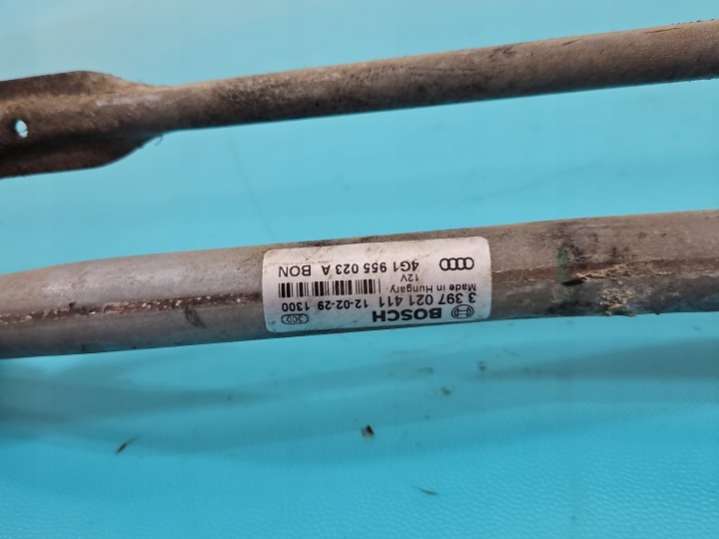 BOSCH
3 397 021 411 12-02-29 1300
Made in Hungary
12V
4G1 955 023 A BON